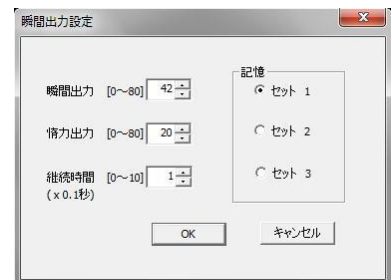 瞬間出力設定
瞬間出力 [0～80] 42
惰力出力 [0～80] 20
継続時間 [0～10] 1
(x 0.1秒)
記憶
セット 1
セット 2
セット 3
OK
キャンセル